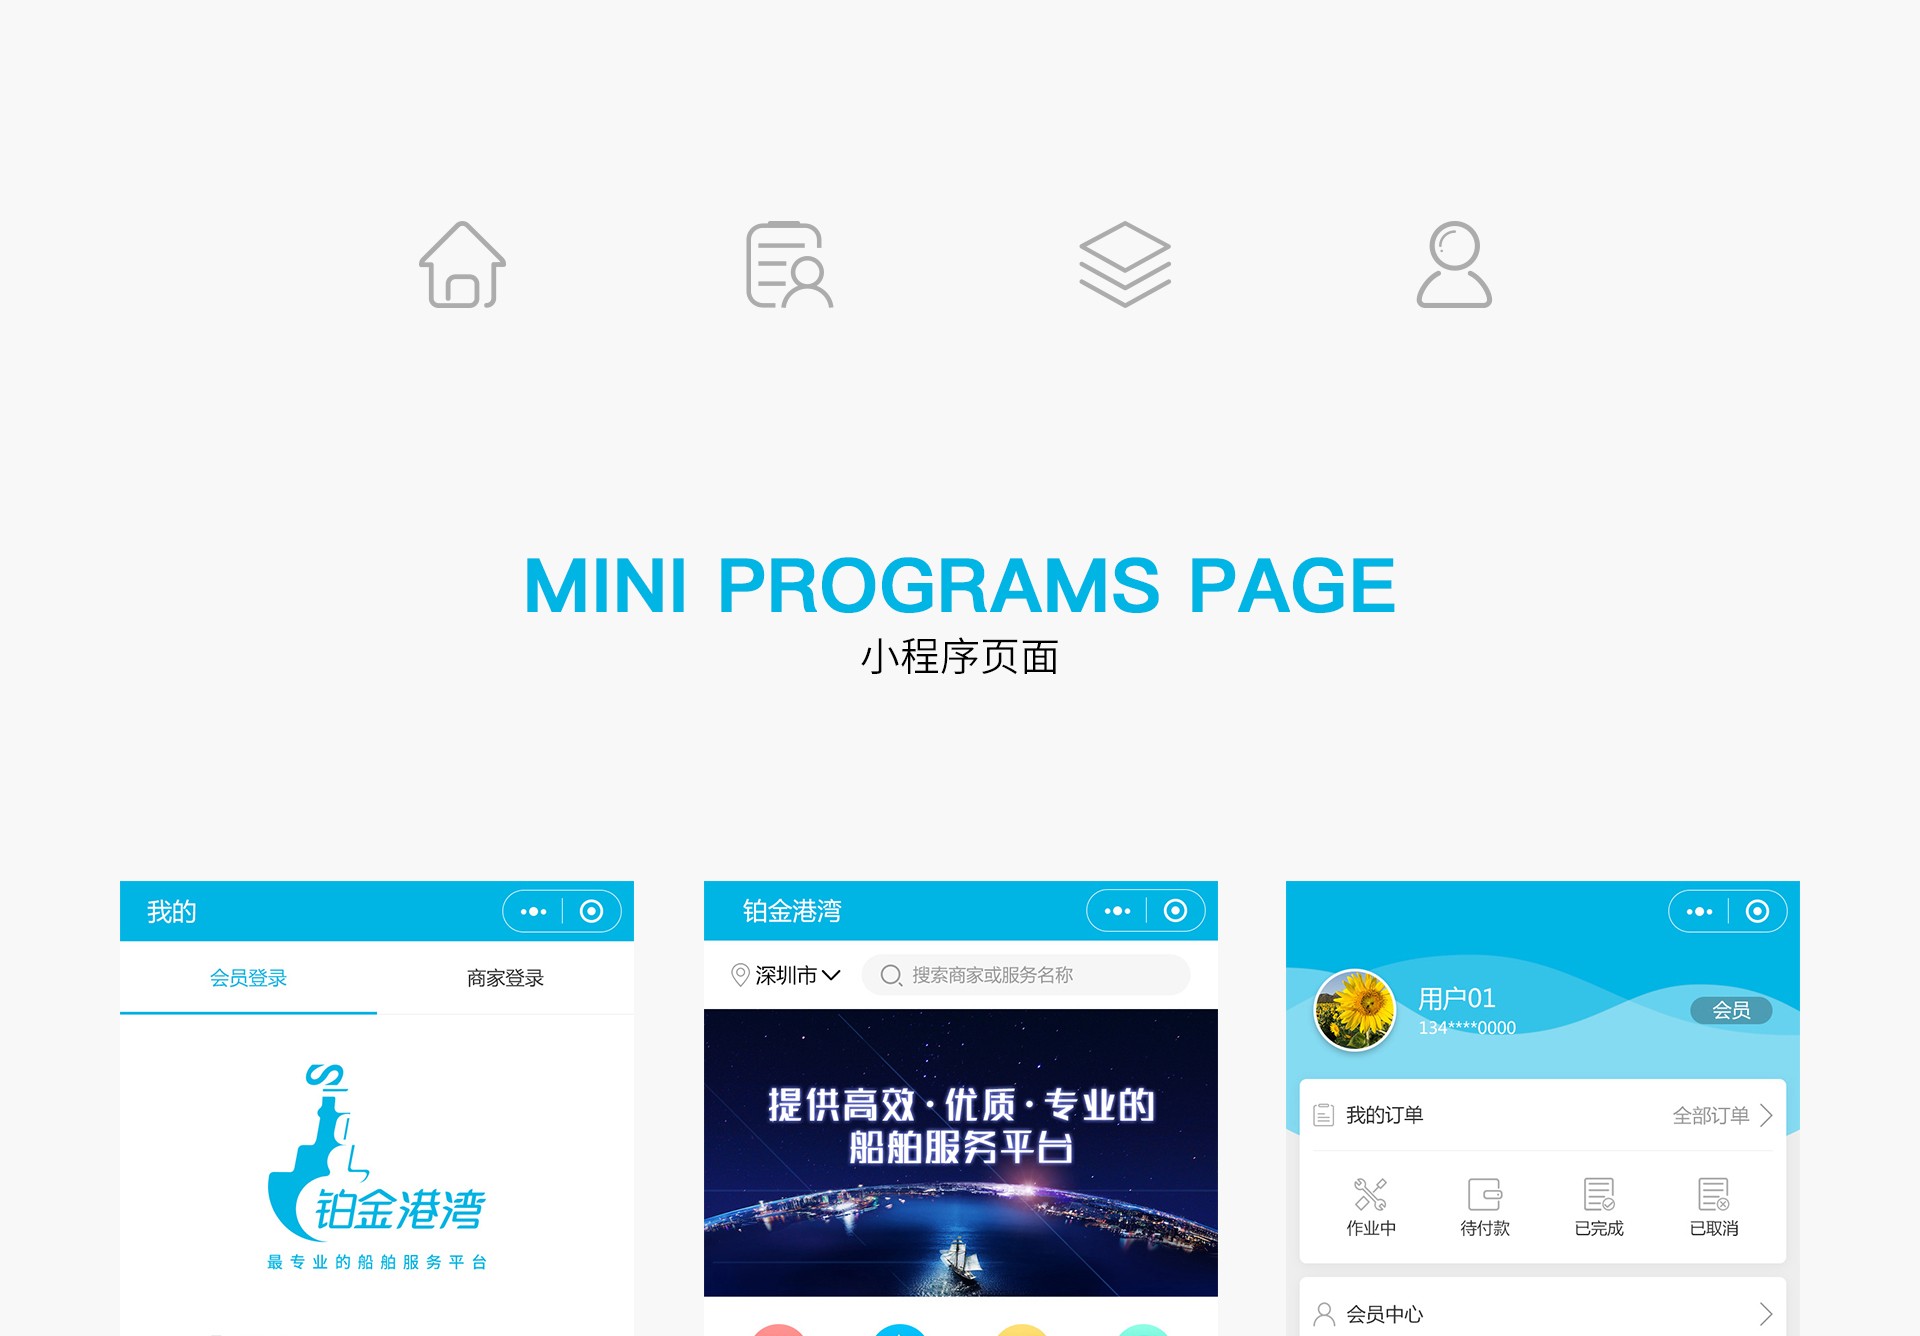 MINI PROGRAMS PAGE
小程序页面
我的
会员登录
商家登录
铂金港湾
最专业的船舶服务平台
铂金港湾
深圳市
搜索商家或服务名称
提供高效·优质·专业的
船舶服务平台
用户01
134****0000
会员
我的订单
全部订单
作业中
待付款
已完成
已取消
会员中心